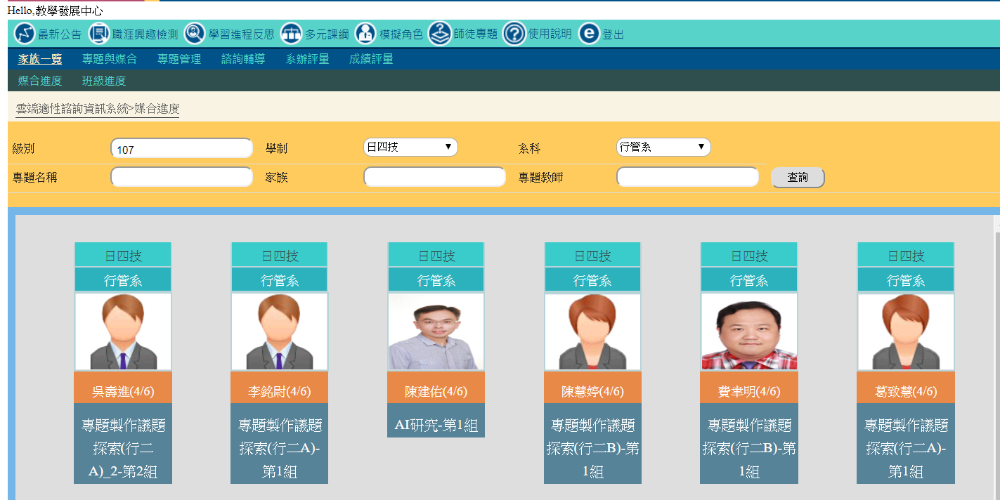 Hello,教學發展中心
最新公告 職涯興趣檢測 學習進程反思 多元課綱 模擬角色 師徒專題 使用說明 登出
家族一覽 專題與媒合 專題管理 諮詢輔導 系辦評量 成績評量
媒合進度 班級進度
雲端適性諮詢資訊系統>媒合進度
級別 107 學制 日四技 系科 行管系
專題名稱 家族 專題教師 查詢
日四技 日四技 日四技 日四技 日四技 日四技
行管系 行管系 行管系 行管系 行管系 行管系
吳壽進(4/6) 李銘尉(4/6) 陳建佑(4/6) 陳慧婷(4/6) 費聿明(4/6) 葛致慧(4/6)
專題製作議題 專題製作議題 AI研究-第1組 專題製作議題 專題製作議題 專題製作議題
探索(行二 探索(行二A)- 探索(行二B)-第 探索(行二B)-第 探索(行二A)-
A)_2-第2組 第1組 1組 1組 第1組